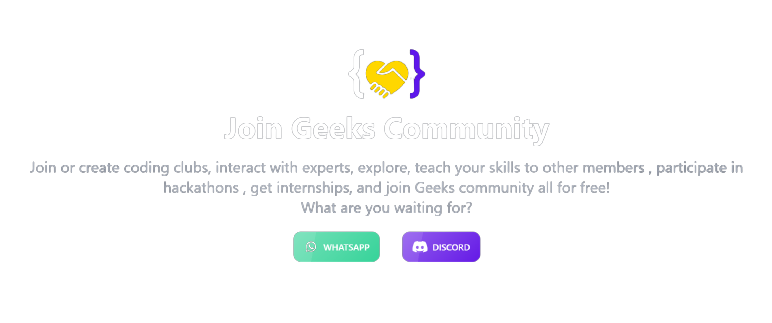 Join Geeks Community
Join or create coding clubs, interact with experts, explore, teach your skills to other members , participate in
hackathons , get internships, and join Geeks community all for free!
What are you waiting for?
WHATSAPP
DISCORD